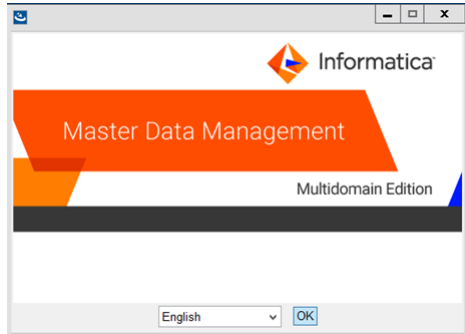 Informatica
Master Data Management
Multidomain Edition
English
OK